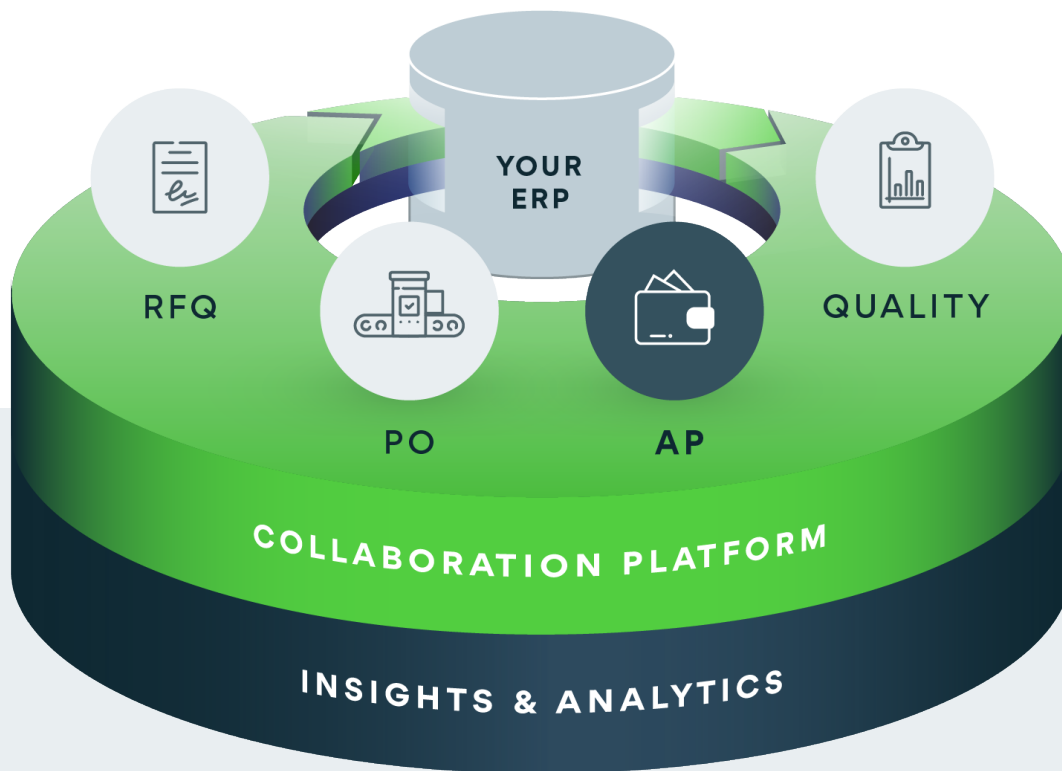 YOUR
ERP
RFQ
QUALITY
PO
AP
COLLABORATION PLATFORM
INSIGHTS & ANALYTICS